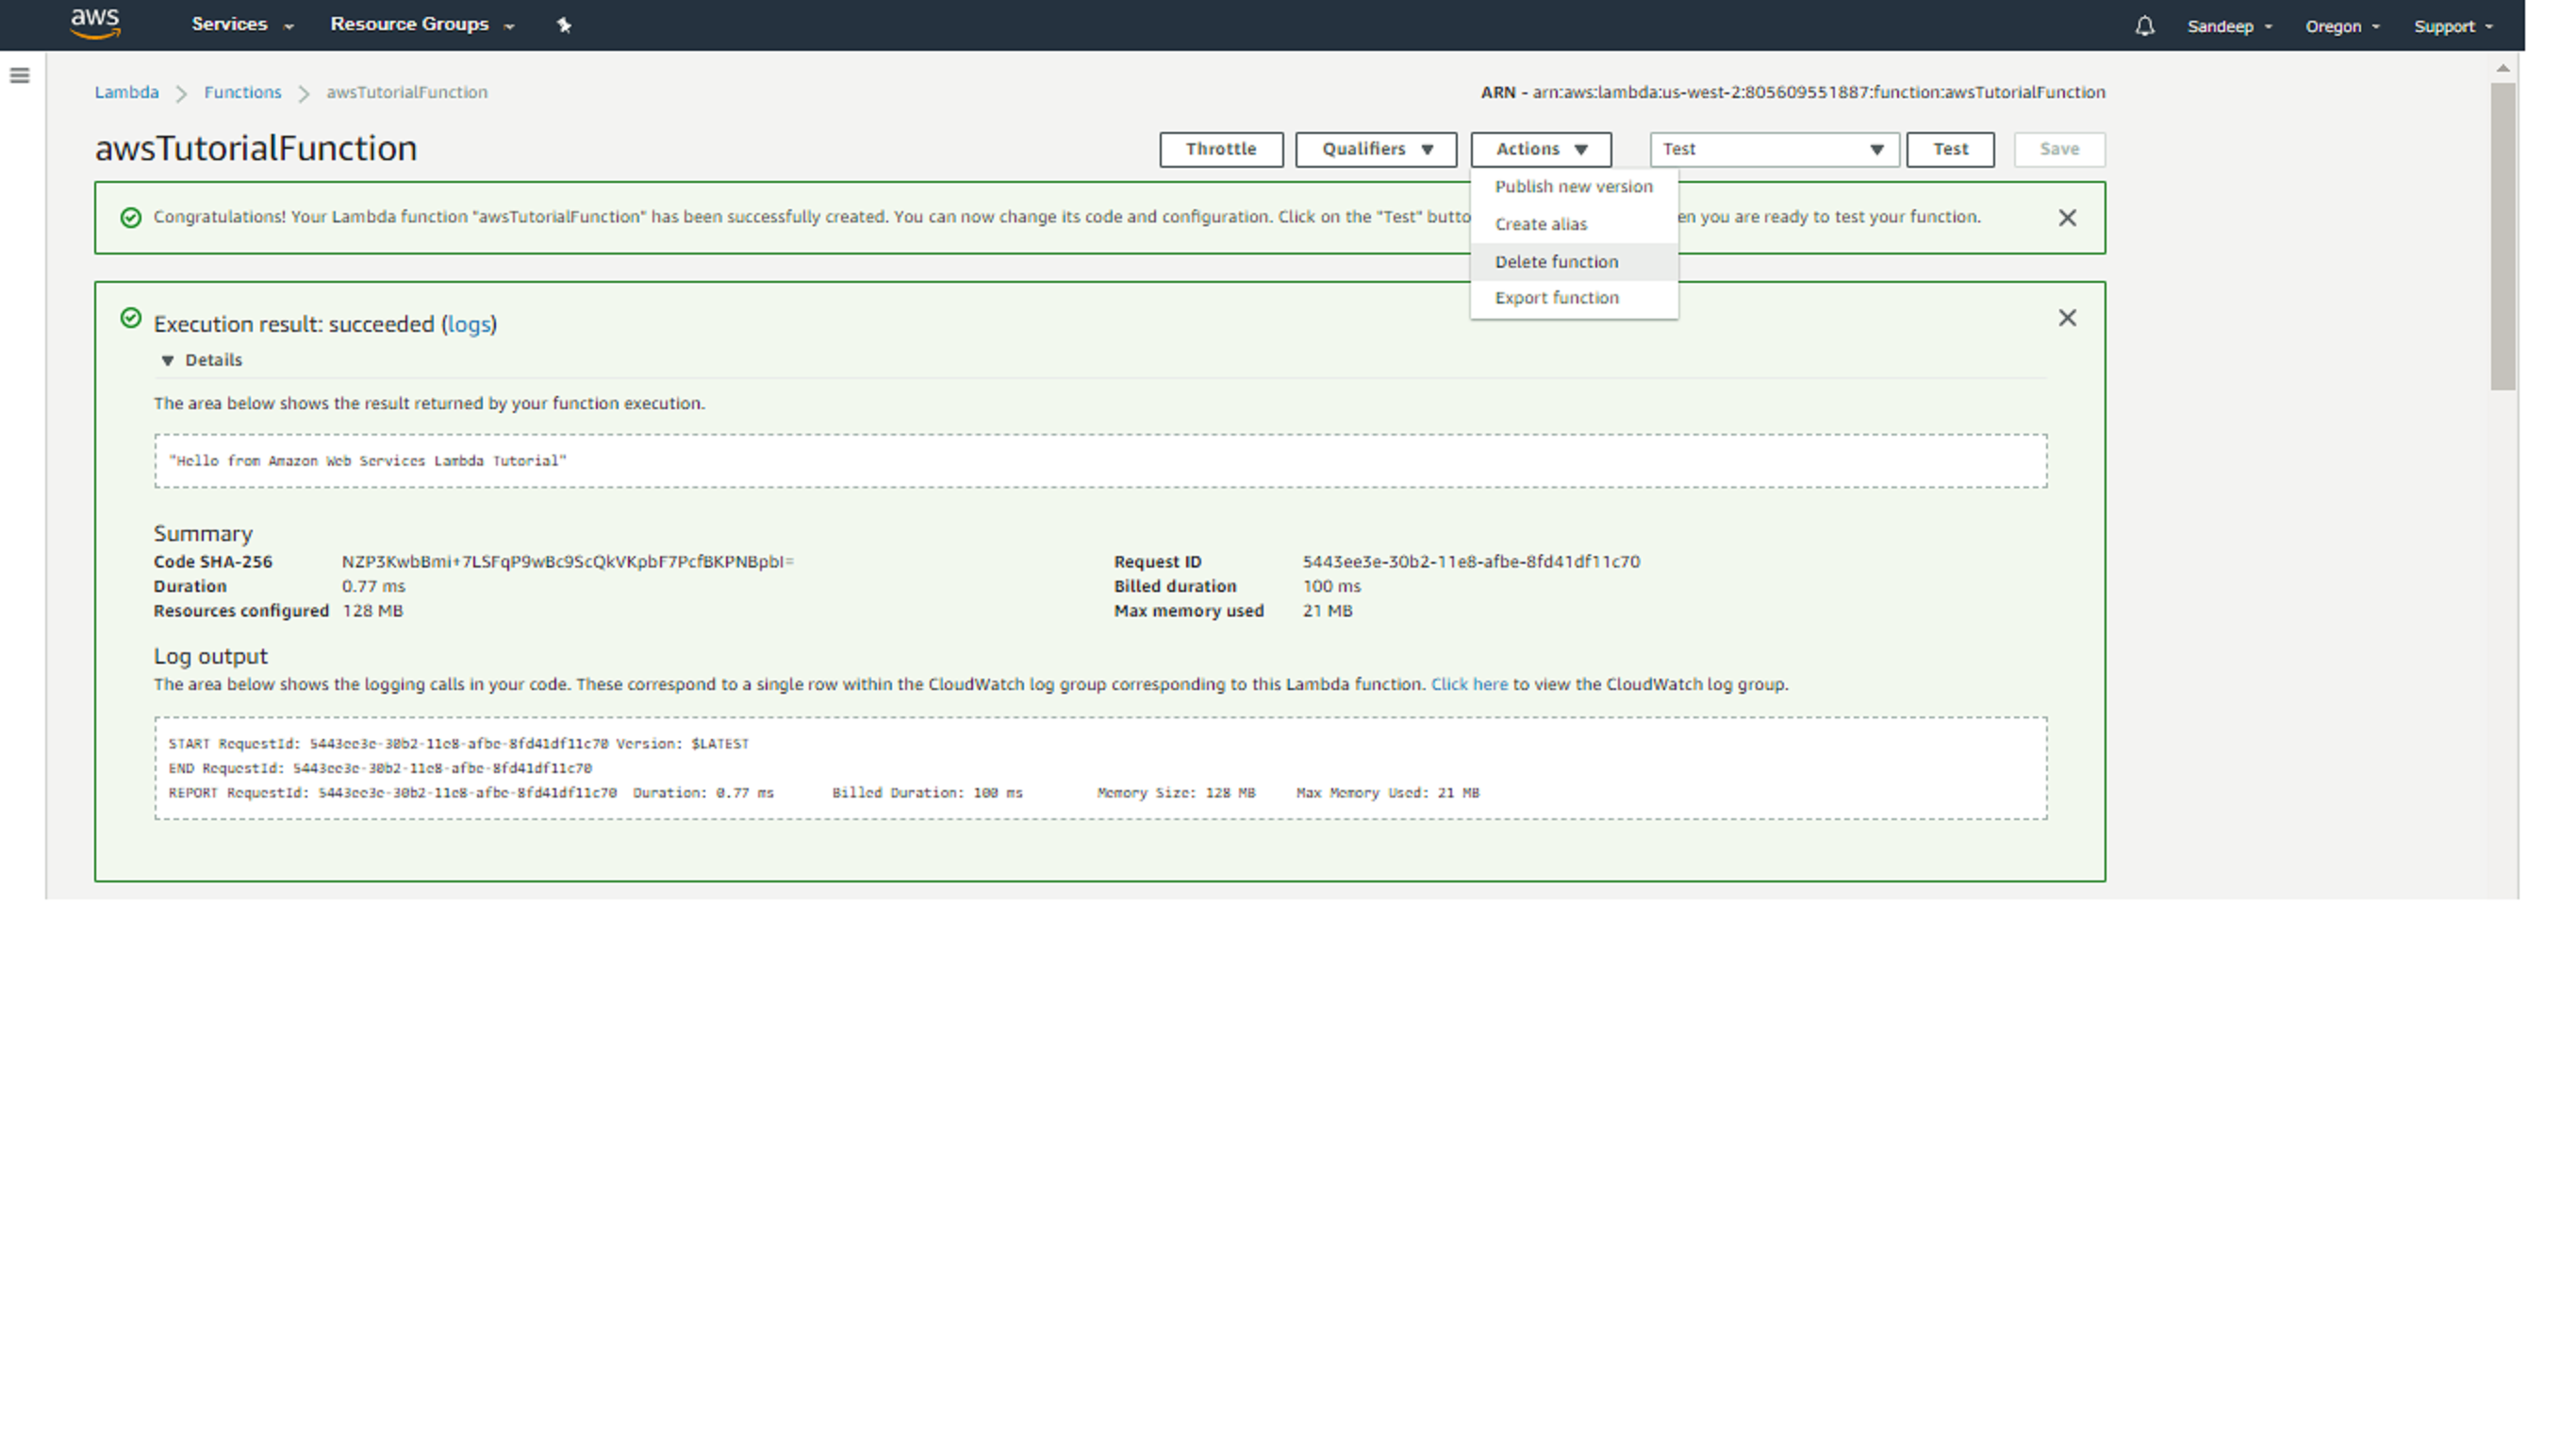 aws Services Resource Groups Sandeep Oregon Support
Lambda Functions awsTutorialFunction ARN - arn:aws:lambda:us-west-2:805609551887:function:awsTutorialFunction
awsTutorialFunction Throttle Qualifiers Actions Test Test Save
Publish new version
Congratulations! Your Lambda function "awsTutorialFunction" has been successfully created. You can now change its code and configuration. Click on the "Test" you are ready to test your function.
Create alias
Delete function
Export function
Execution result: succeeded (logs)
Details
The area below shows the result returned by your function execution.
"Hello from Amazon Web Services Lambda Tutorial"
Summary
Code SHA-256 NZP3KwbBmi+7LSFqP9wBc9ScQkVKpbF7PcfBKPNBpbI= Request ID 5443ee3e-30b2-11e8-afbe-8fd41df11c70
Duration 0.77 ms Billed duration 100 ms
Resources configured 128 MB Max memory used 21 MB
Log output
The area below shows the logging calls in your code. These correspond to a single row within the CloudWatch log group corresponding to this Lambda function. Click here to view the CloudWatch log group.
START RequestId: 5443ee3e-30b2-11e8-afbe-8fd41df11c70 Version: $LATEST
END RequestId: 5443ee3e-30b2-11e8-afbe-8fd41df11c70
REPORT RequestId: 5443ee3e-30b2-11e8-afbe-8fd41df11c70 Duration: 0.77 ms Billed Duration: 100 ms Memory Size: 128 MB Max Memory Used: 21 MB